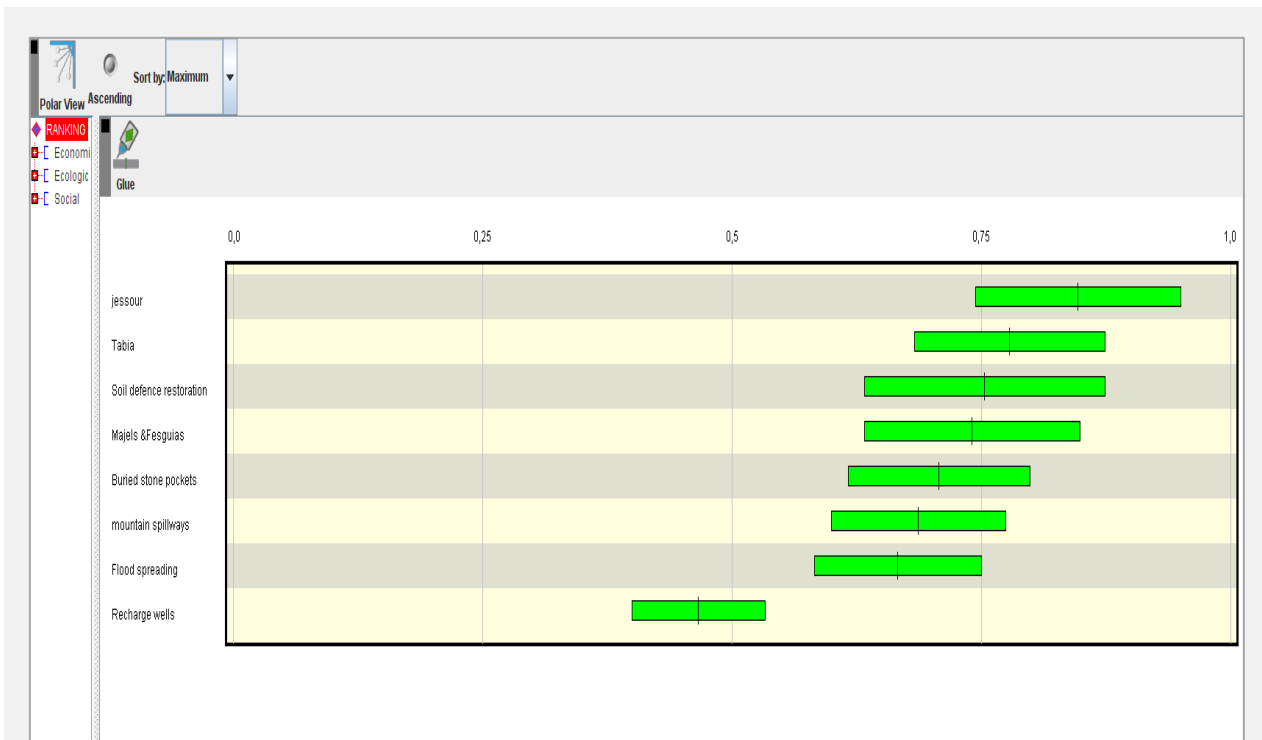 Polar View
Ascending
Sort by: Maximum
RANKING
Economi
Ecologic
Social
Glue
0,0 0,25 0,5 0,75 1,0
jessour
Tabia
Soil defence restoration
Majels &Fesguias
Buried stone pockets
mountain spillways
Flood spreading
Recharge wells